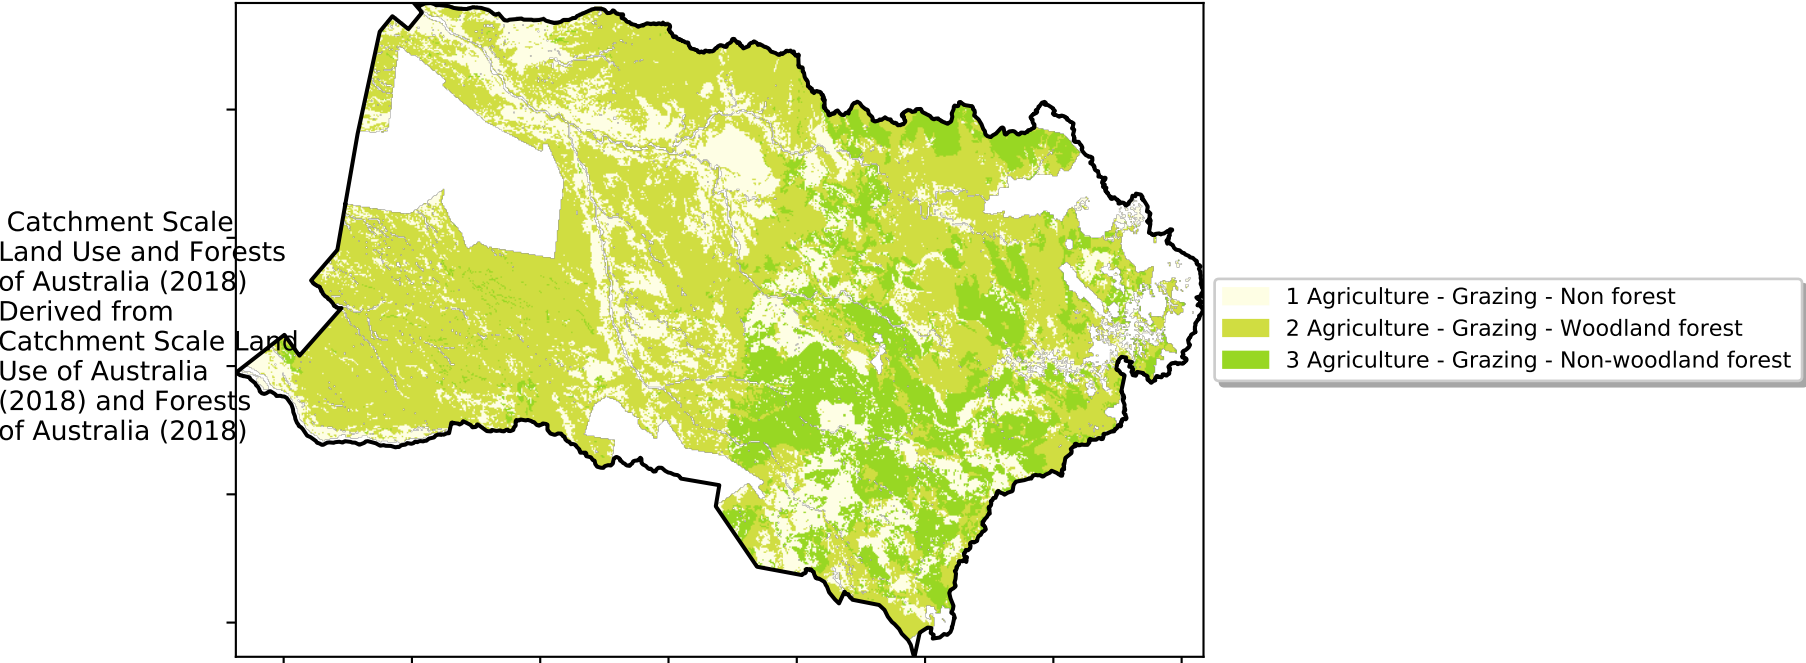 Catchment Scale
Land Use and Forests
of Australia (2018)
Derived from
Catchment Scale Land
Use of Australia
(2018) and Forests
of Australia (2018)
1 Agriculture - Grazing - Non forest
2 Agriculture - Grazing - Woodland forest
3 Agriculture - Grazing - Non-woodland forest